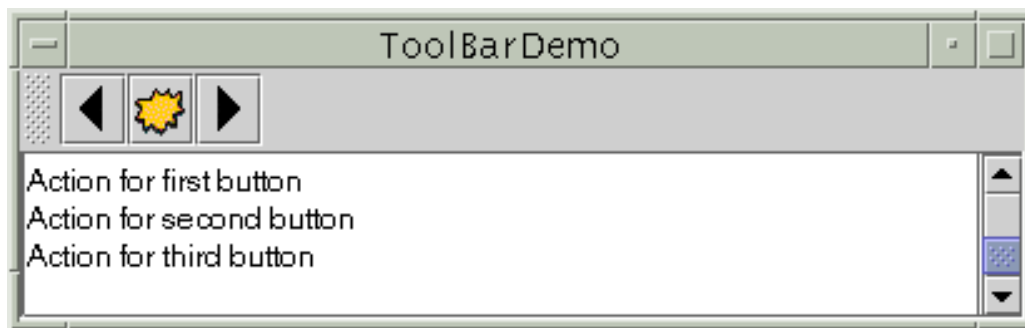 ToolBarDemo
Action for first button
Action for second button
Action for third button